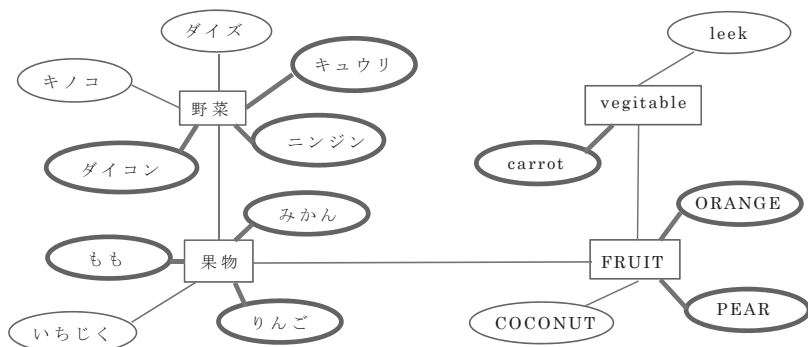 ダイズ
キノコ
キュウリ
野菜
ニンジン
ダイコン
みかん
もも
果物
いちじく
りんご
leek
vegitable
carrot
ORANGE
FRUIT
COCONUT
PEAR